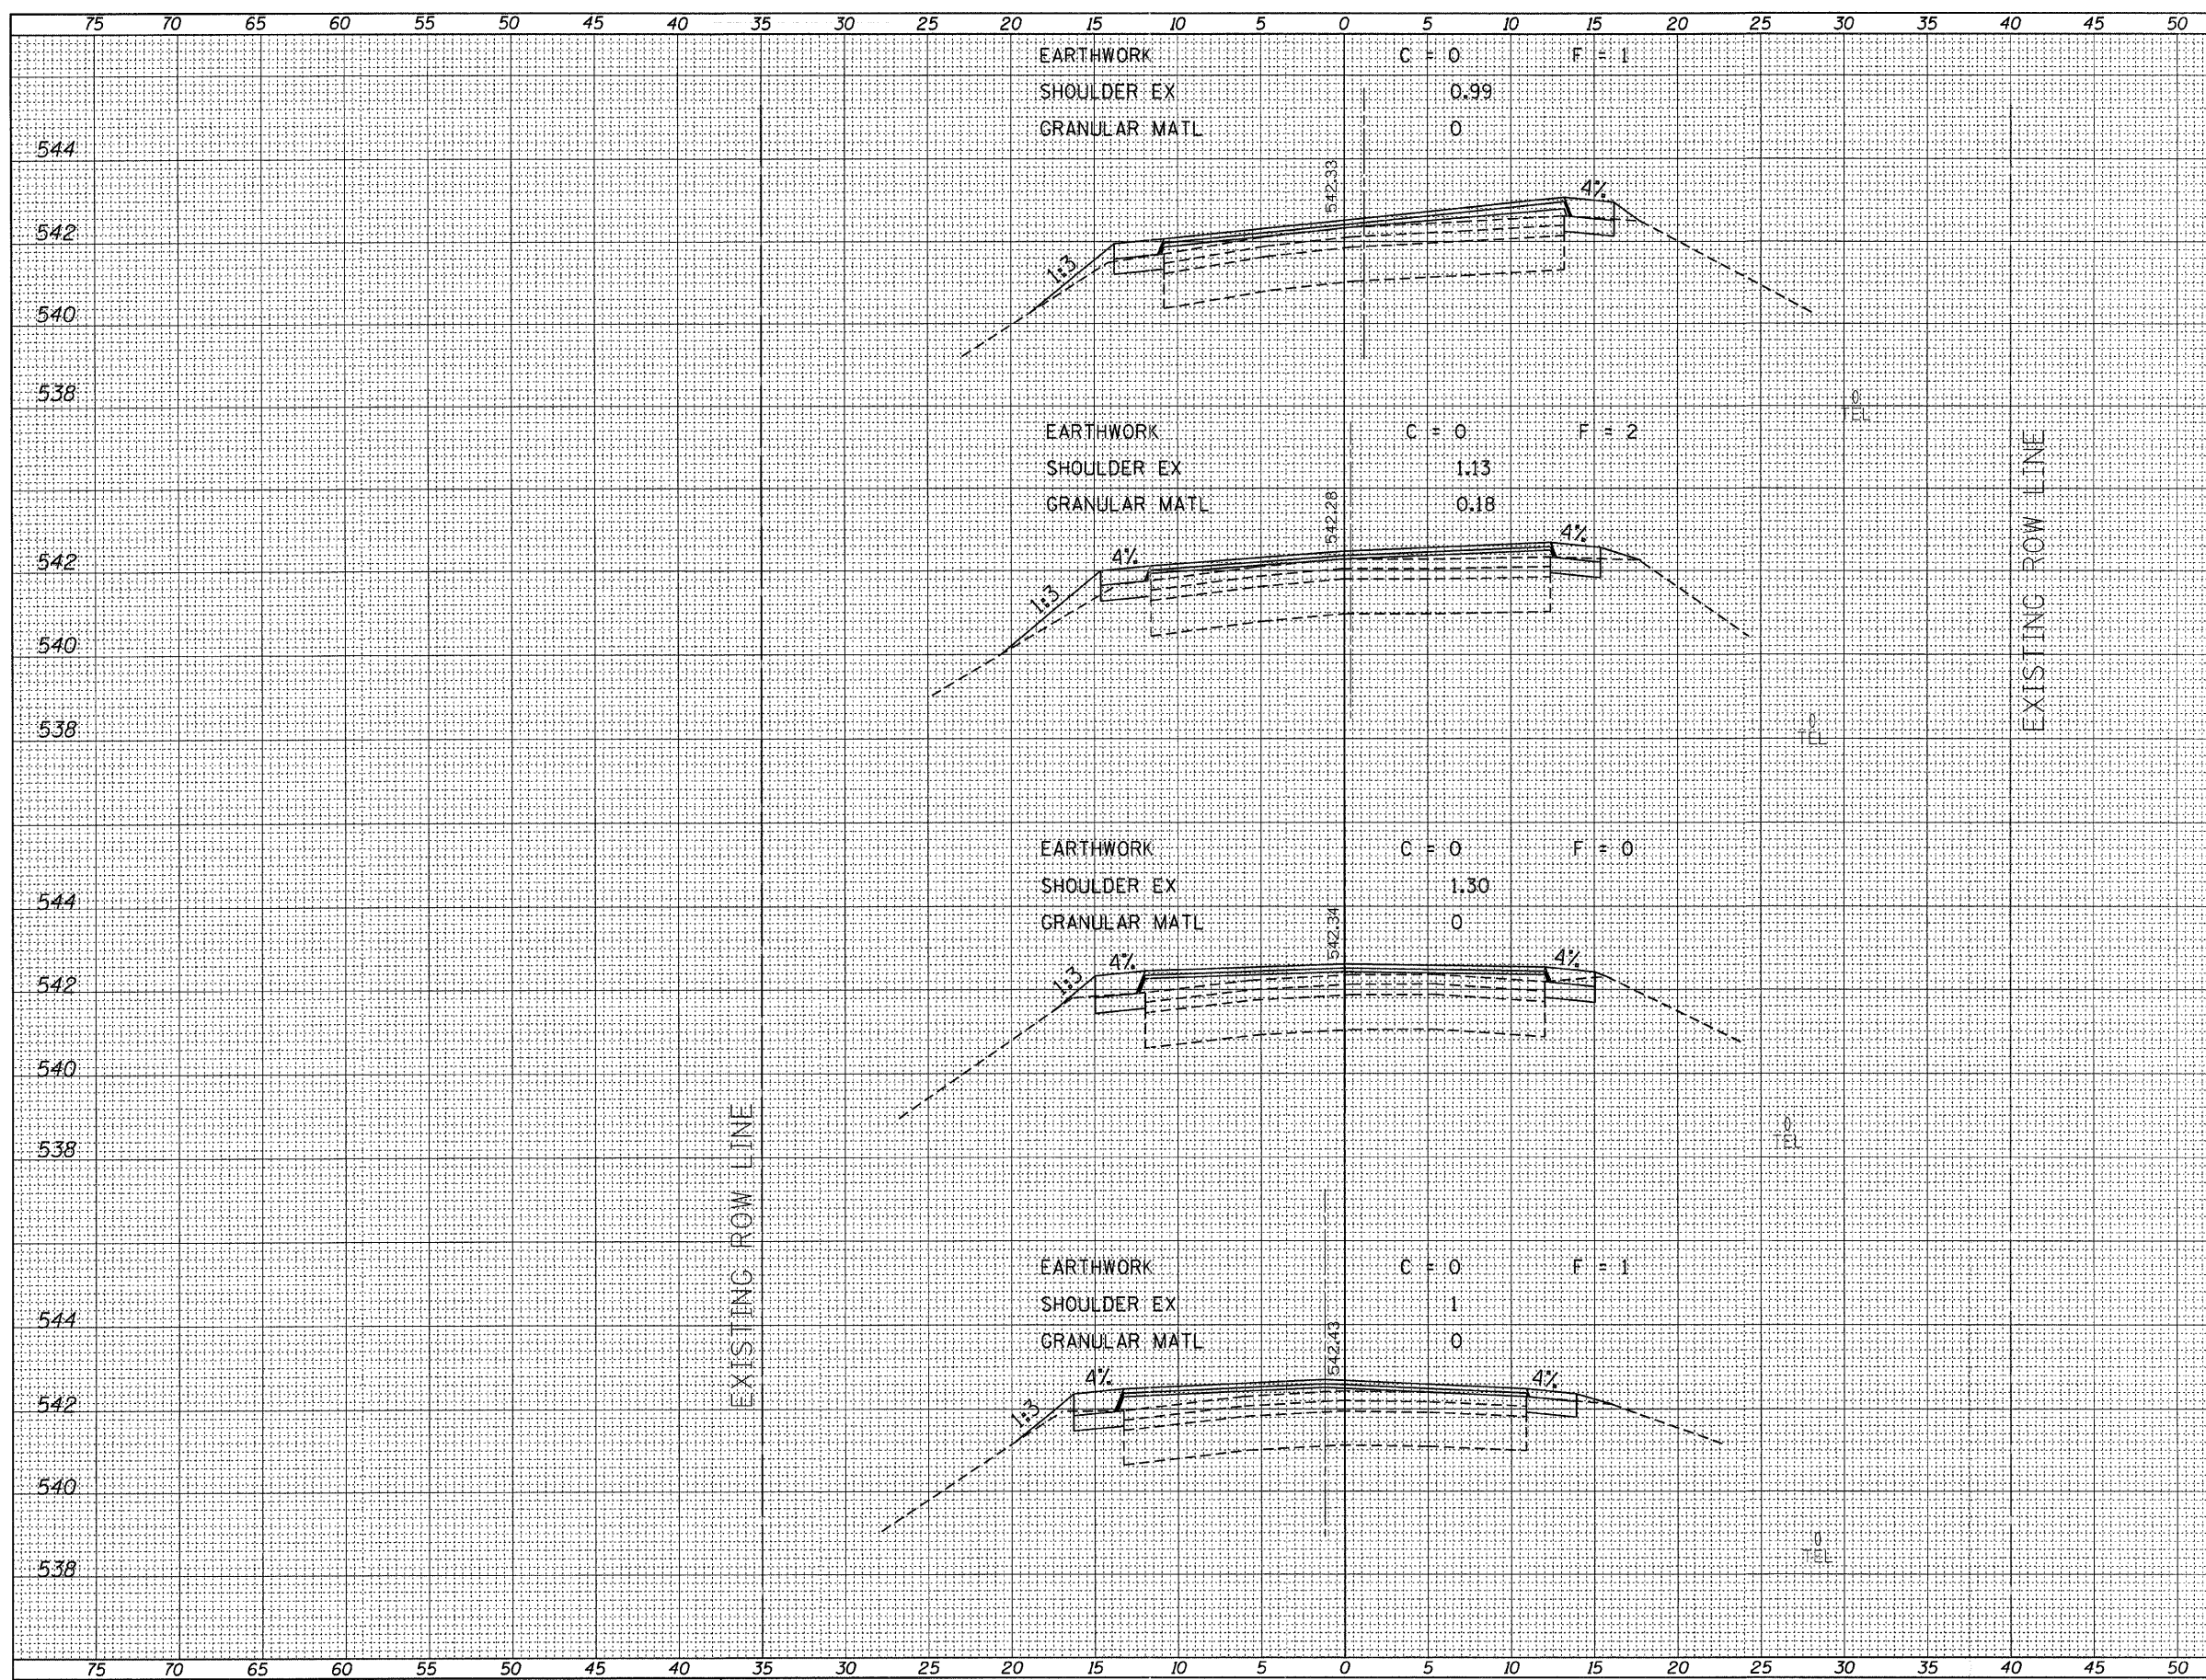 75 70 65 60 55 50 45 40 35 30 25 20 15 10 5 0 5 10 15 20 25 30 35 40 45 50
EARTHWORK C = 0 F = 1
SHOULDER EX 0.99
GRANULAR MATL 0
544
542.33
4%
542
1:3
540
538
TEL
EARTHWORK C = 0 F = 2
SHOULDER EX 1.13
GRANULAR MATL 0.18
542.28
EXISTING ROW LINE
4% 4%
542
1:3
540
538
TEL
EARTHWORK C = 0 F = 0
SHOULDER EX 1.30
544
GRANULAR MATL 0
542.34
4% 4%
1:3
542
540
538
TEL
EXISTING ROW LINE
EARTHWORK C = 0 F = 1
SHOULDER EX 1
544
GRANULAR MATL 0
542.43
4% 4%
542
1:3
540
538
TEL
75 70 65 60 55 50 45 40 35 30 25 20 15 10 5 0 5 10 15 20 25 30 35 40 45 50